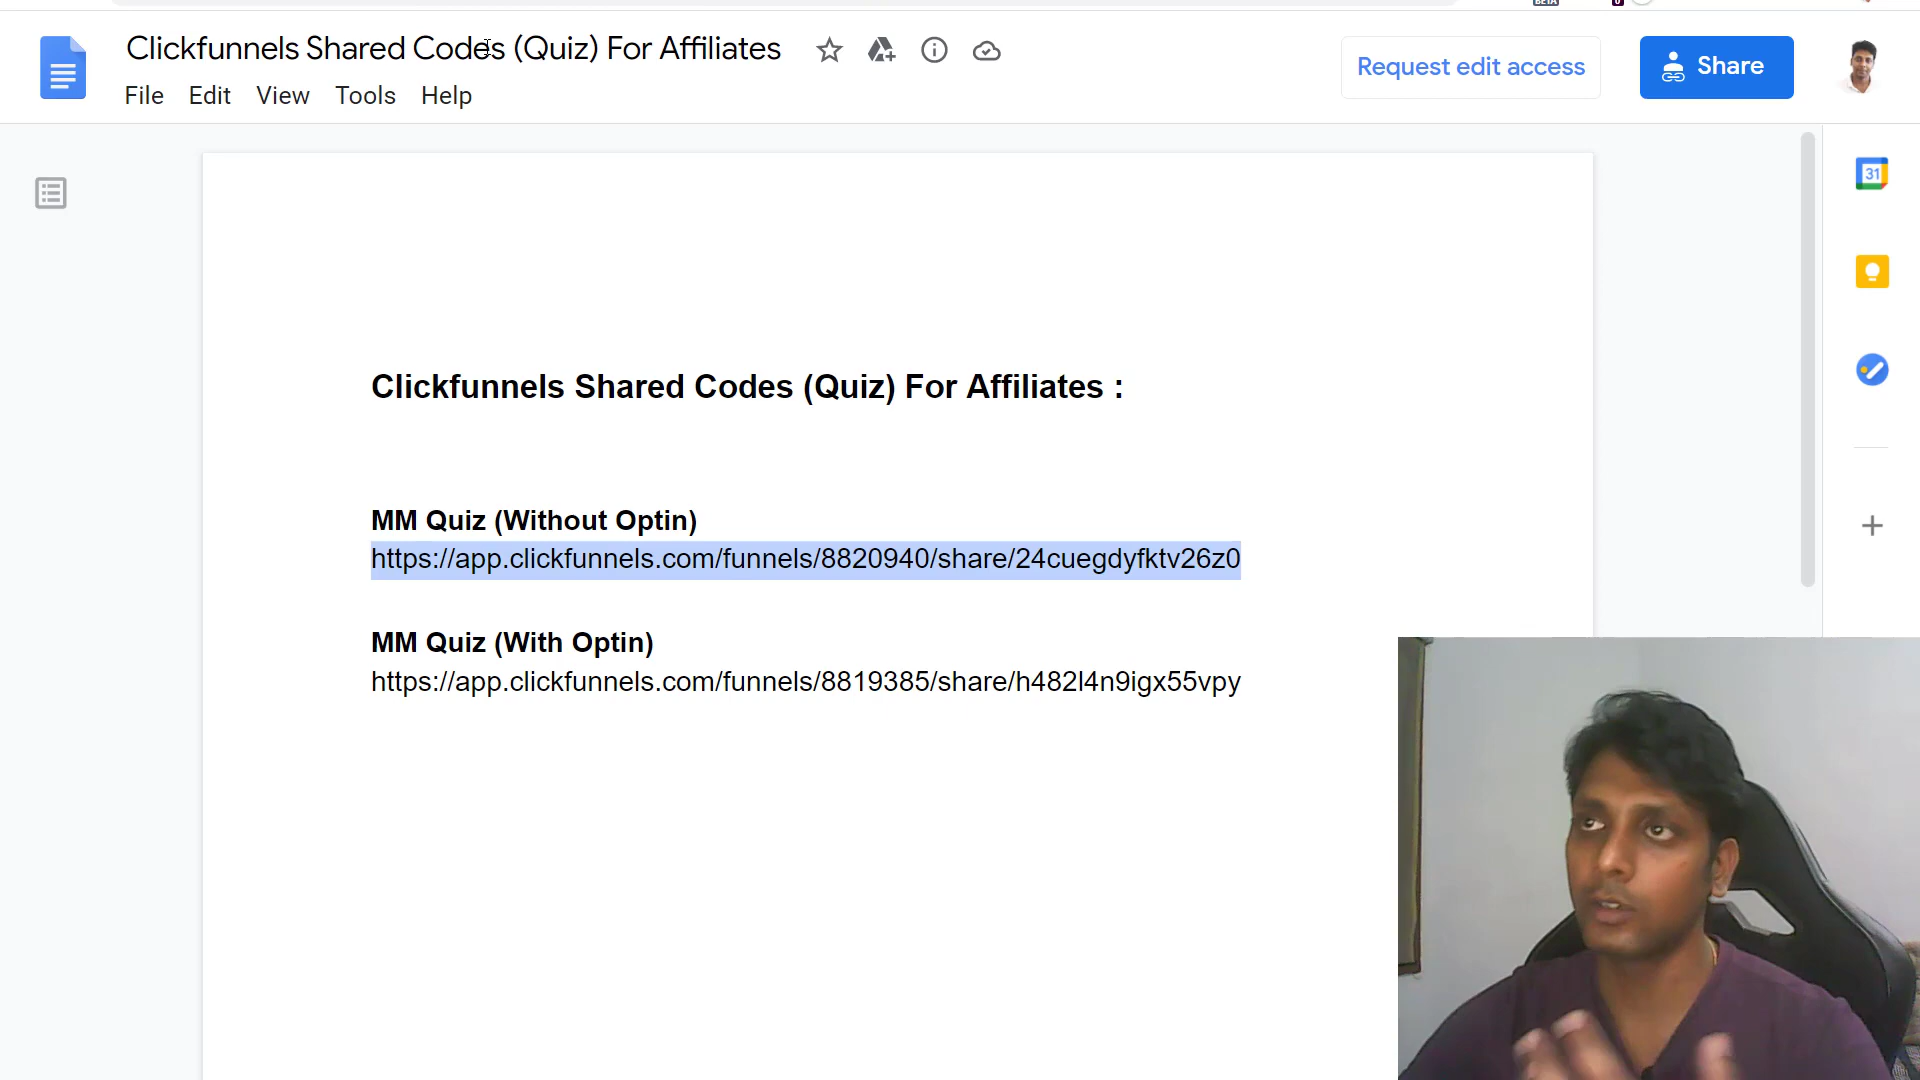 BETA
Clickfunnels Shared Codes (Quiz) For Affiliates
Request edit access
Share
File Edit View Tools Help
31
Clickfunnels Shared Codes (Quiz) For Affiliates :
MM Quiz (Without Optin)
https://app.clickfunnels.com/funnels/8820940/share/24cuegdyfktv26z0
MM Quiz (With Optin)
https://app.clickfunnels.com/funnels/8819385/share/h482l4n9igx55vpy